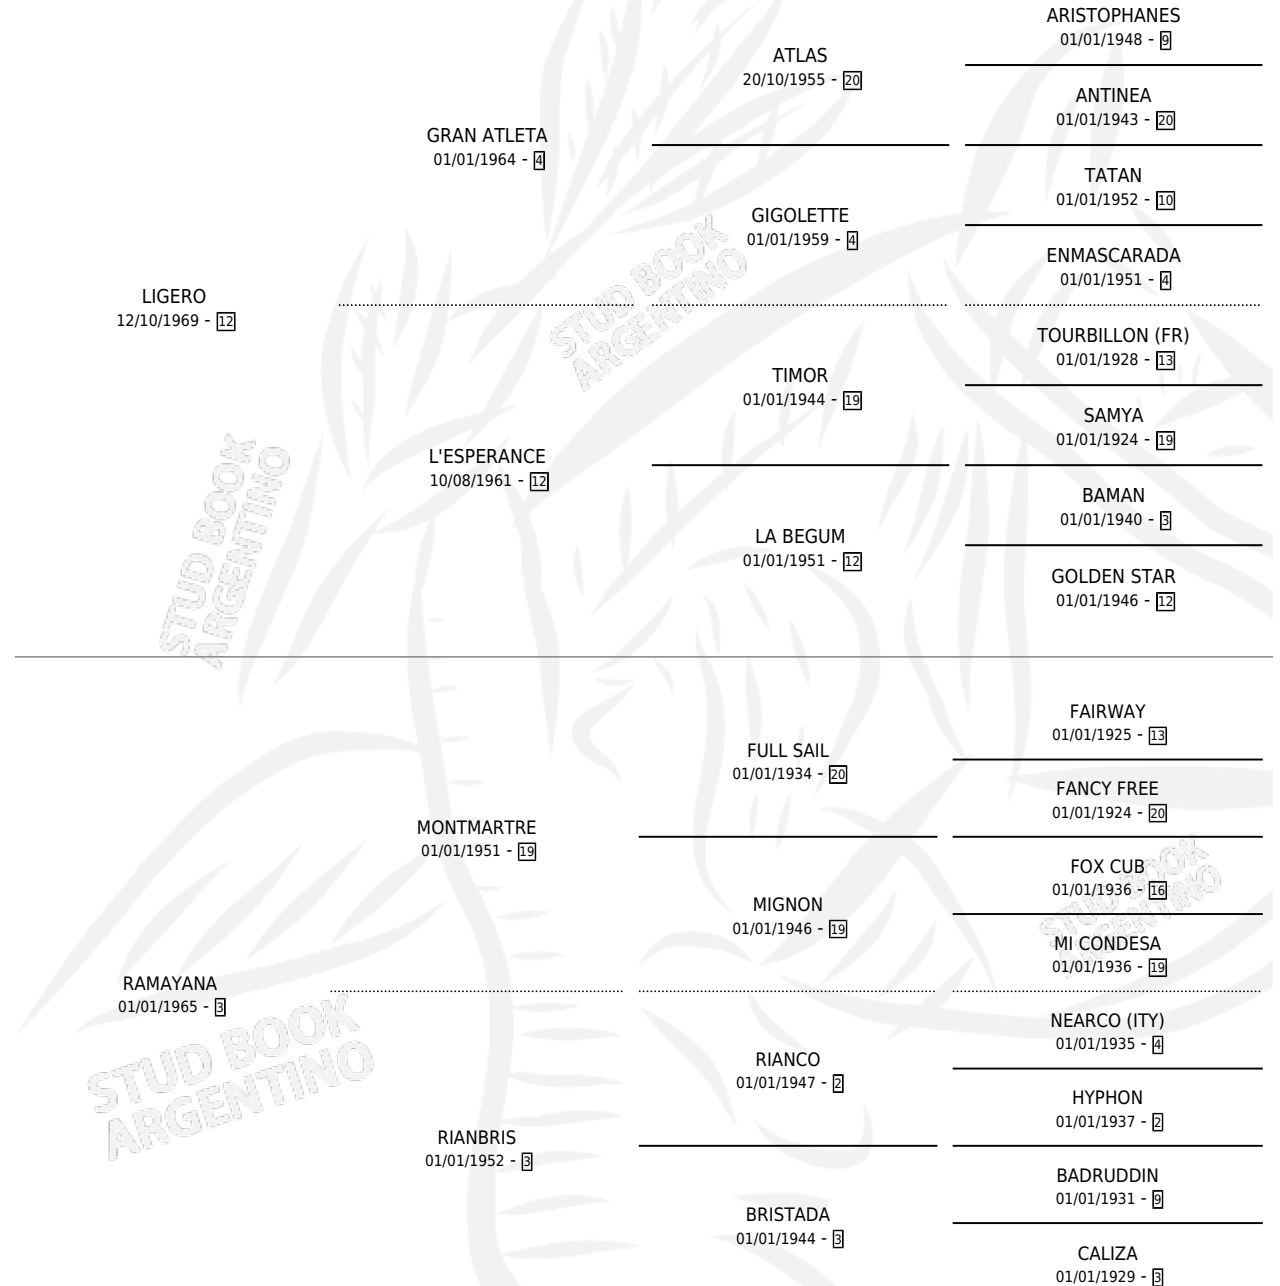 ARISTOPHANES
01/01/1948 - 9
ATLAS
20/10/1955 - 20
ANTINEA
01/01/1943 - 20
GRAN ATLETA
01/01/1964 - 4
TATAN
01/01/1952 - 10
GIGOLETTE
01/01/1959 - 4
ENMASCARADA
01/01/1951 - 4
LIGERO
12/10/1969 - 12
STUD BOOK
ARGENTINO
TOURBILLON (FR)
01/01/1928 - 13
TIMOR
01/01/1944 - 19
SAMYA
01/01/1924 - 19
L'ESPERANCE
10/08/1961 - 12
BAMAN
01/01/1940 - 3
LA BEGUM
01/01/1951 - 12
GOLDEN STAR
01/01/1946 - 12
STUD BOOK
ARGENTINO
FAIRWAY
01/01/1925 - 13
FULL SAIL
01/01/1934 - 20
FANCY FREE
01/01/1924 - 20
MONTMARTRE
01/01/1951 - 19
FOX CUB
01/01/1936 - 16
MIGNON
01/01/1946 - 19
STUD BOOK
ARGENTINO
MI CONDESA
01/01/1936 - 19
RAMAYANA
01/01/1965 - 3
NEARCO (ITY)
01/01/1935 - 4
RIANCO
01/01/1947 - 2
HYPHON
01/01/1937 - 2
STUD BOOK
ARGENTINO
RIANBRIS
01/01/1952 - 3
BADRUDDIN
01/01/1931 - 9
BRISTADA
01/01/1944 - 3
CALIZA
01/01/1929 - 3